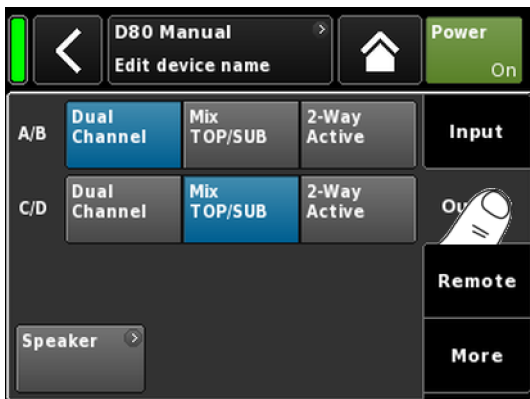 D80 Manual
Edit device name
Power
On
A/B
Dual
Channel
Mix
TOP/SUB
2-Way
Active
Input
C/D
Dual
Channel
Mix
TOP/SUB
2-Way
Active
Remote
Speaker
More